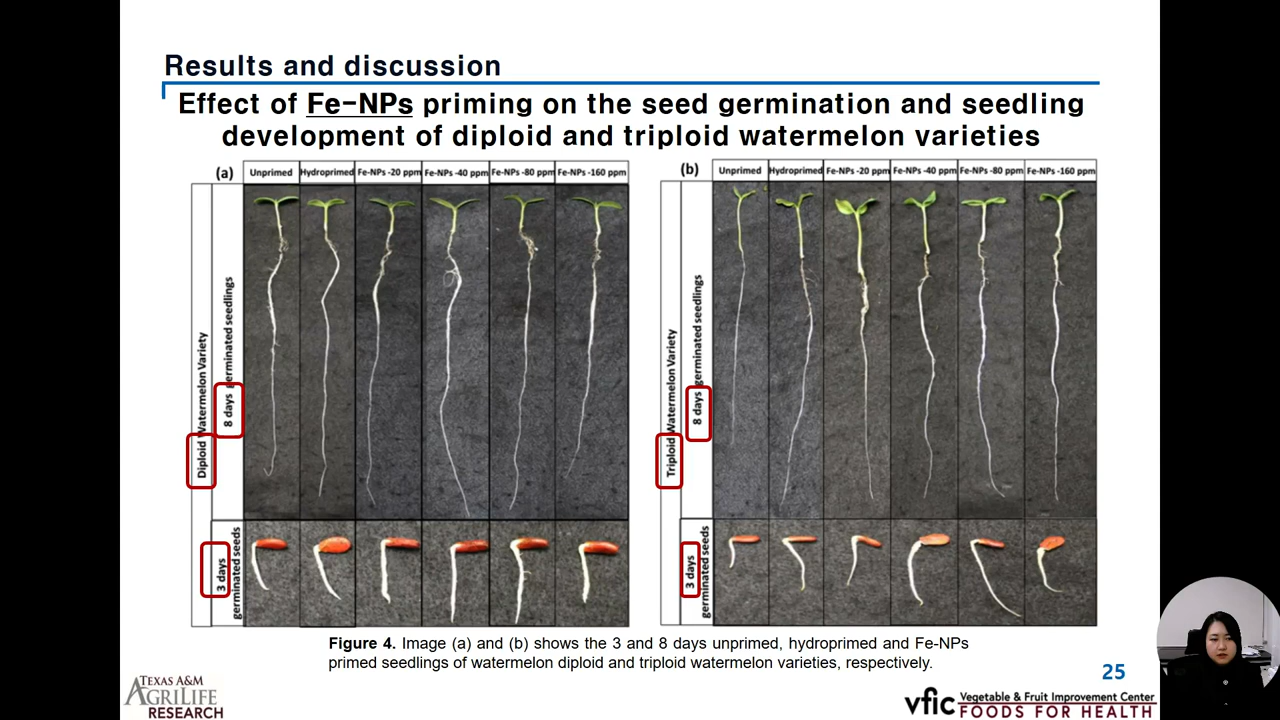 Results and discussion
Effect of Fe-NPs priming on the seed germination and seedling
development of diploid and triploid watermelon varieties
(a)
Unprimed
Hydroprimed
Fe-NPs -20 ppm
Fe-NPs -40 ppm
Fe-NPs -80 ppm
Fe-NPs -160 ppm
Diploid Watermelon Variety
8 days germinated seedlings
3 days
germinated seeds
(b)
Unprimed
Hydroprimed
Fe-NPs -20 ppm
Fe-NPs -40 ppm
Fe-NPs -80 ppm
Fe-NPs -160 ppm
Triploid Watermelon Variety
8 days germinated seedlings
3 days
germinated seeds
Figure 4. Image (a) and (b) shows the 3 and 8 days unprimed, hydroprimed and Fe-NPs
primed seedlings of watermelon diploid and triploid watermelon varieties, respectively.
25
TEXAS A&M
AGRILIFE
RESEARCH
vfic
Vegetable & Fruit Improvement Center
FOODS FOR HEALTH